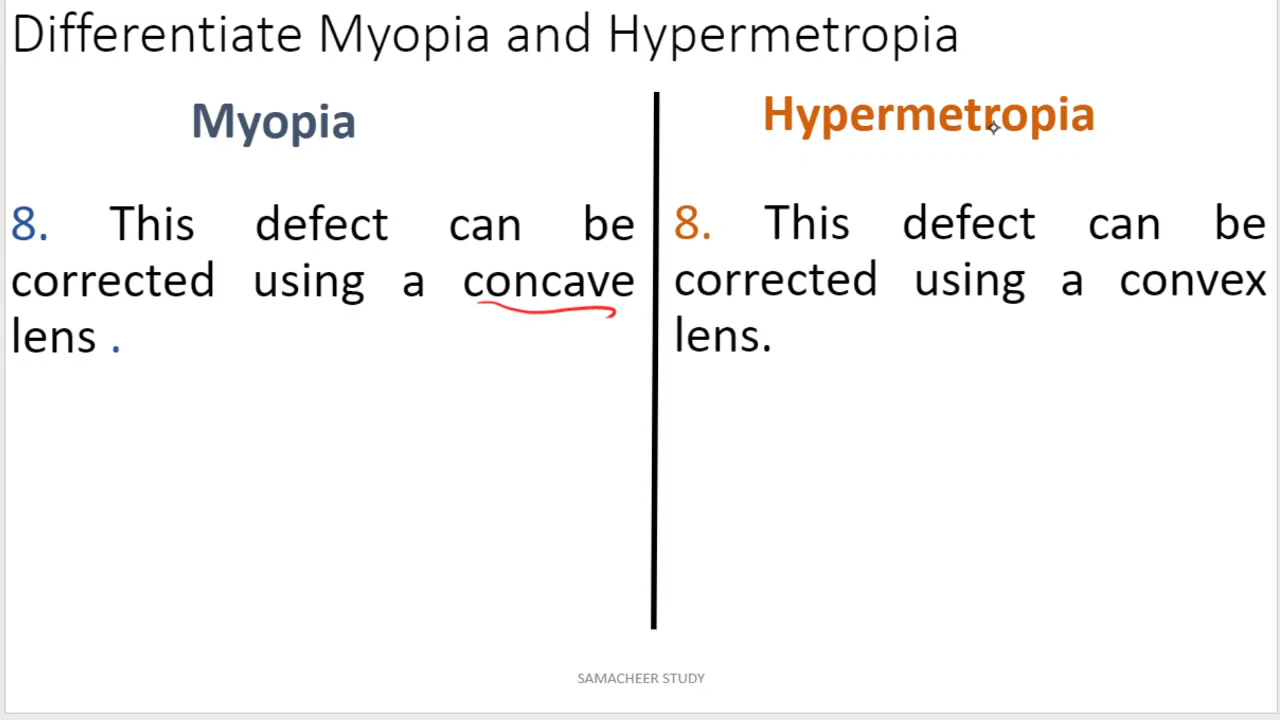 Differentiate Myopia and Hypermetropia
Myopia
8. This defect can be
corrected using a concave
lens .
Hypermetropia
8. This defect can be
corrected using a convex
lens.
SAMACHEER STUDY